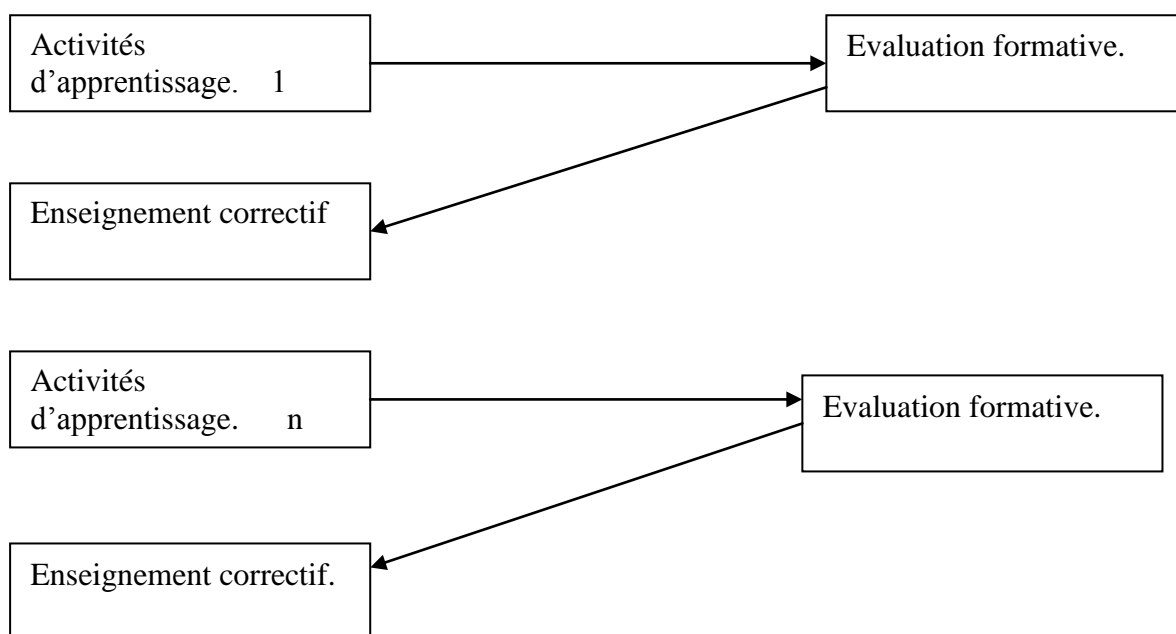 Activités
d’apprentissage. 1
Evaluation formative.
Enseignement correctif
Activités
d’apprentissage. n
Evaluation formative.
Enseignement correctif.